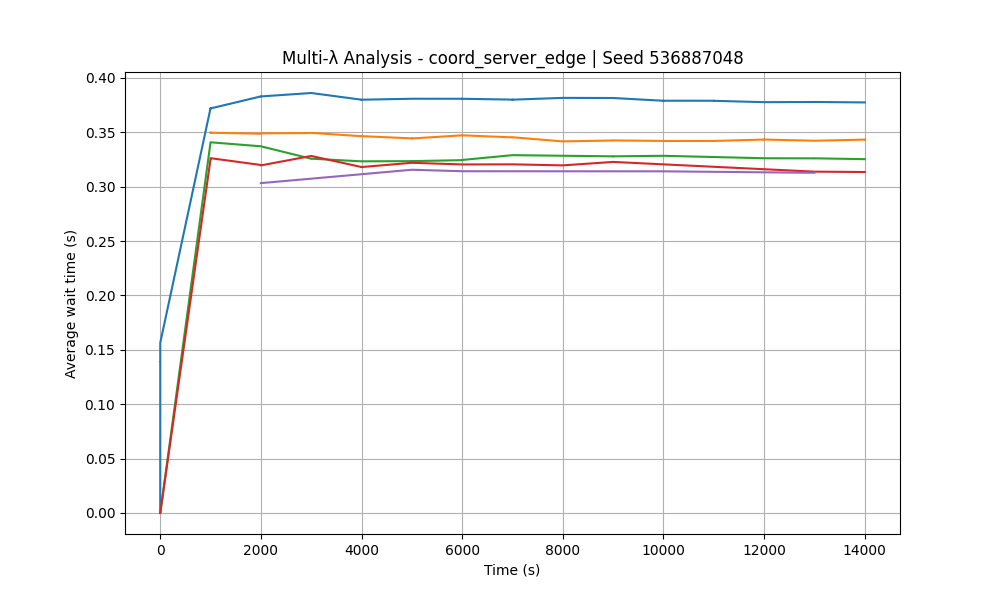 Multi-λ Analysis - coord_server_edge | Seed 536887048
0.40
0.35
0.30
0.25
0.20
0.15
0.10
0.05
0.00
Average wait time (s)
0 2000 4000 6000 8000 10000 12000 14000
Time (s)